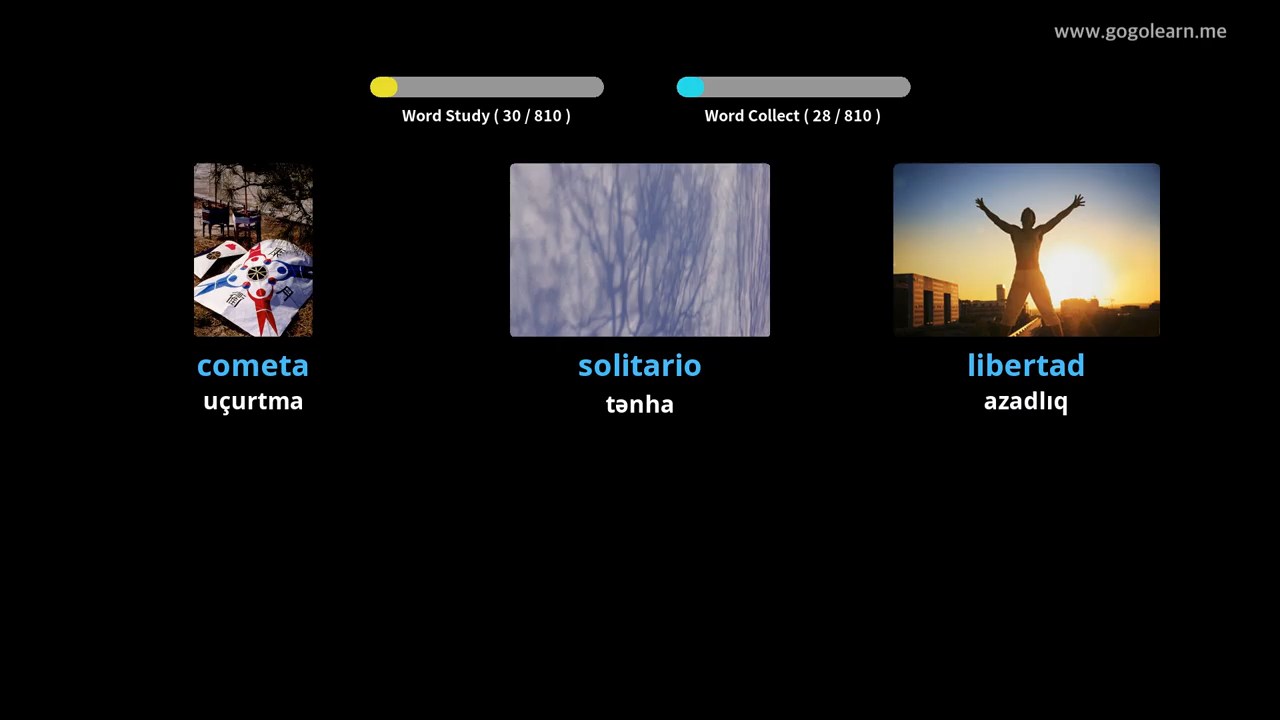 www.gogolearn.me
Word Study ( 30 / 810 )
Word Collect ( 28 / 810 )
cometa
uçurtma
solitario
tənha
libertad
azadlıq